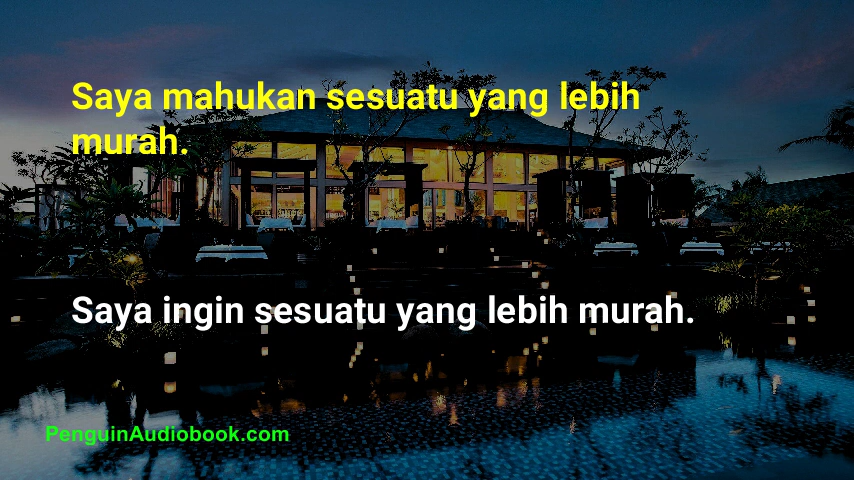 Saya mahukan sesuatu yang lebih
murah.
Saya ingin sesuatu yang lebih murah.
PenguinAudiobook.com